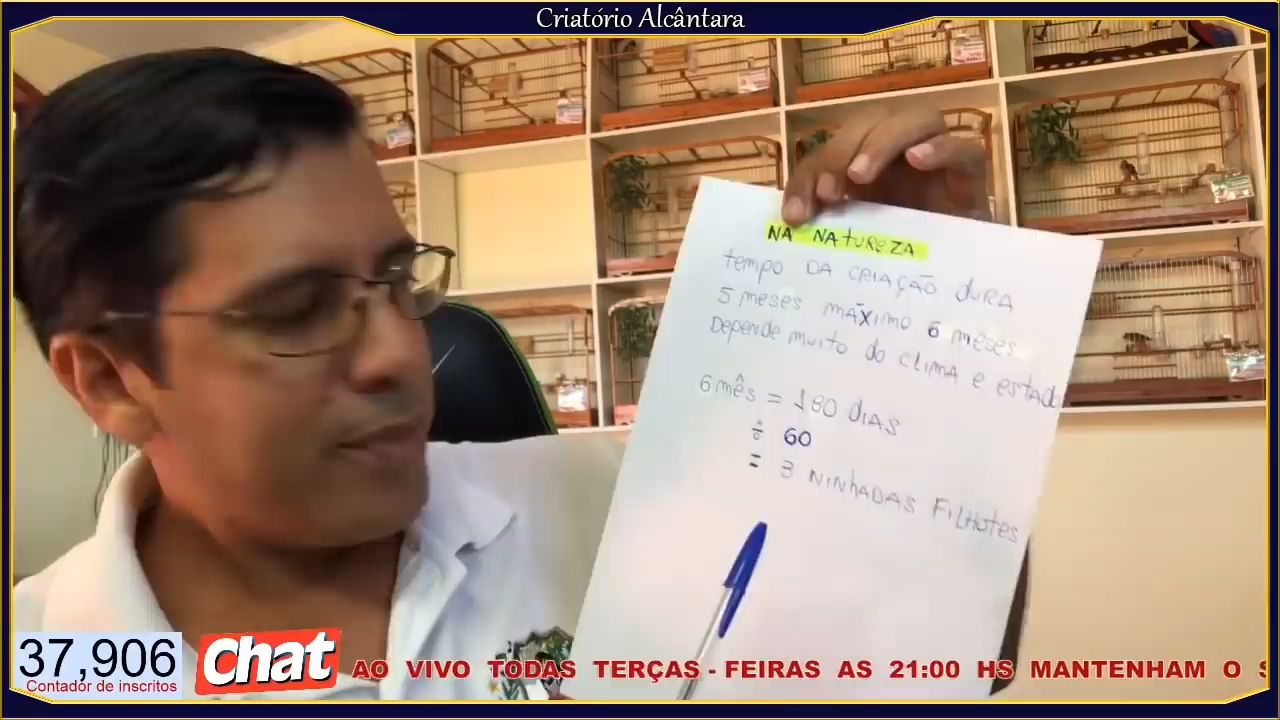 Criatório Alcântara
NA NATUREZA
tempo DA CRIAÇÃO DURA
5 meses máximo 6 meses
Depende muito do CLIMA e estado
6 mês = 180 DIAS
÷ 60
= 3 NINHADAS FILHOTES
37,906
Contador de inscritos
Chat
AO VIVO TODAS TERÇAS - FEIRAS AS 21:00 HS MANTENHAM O